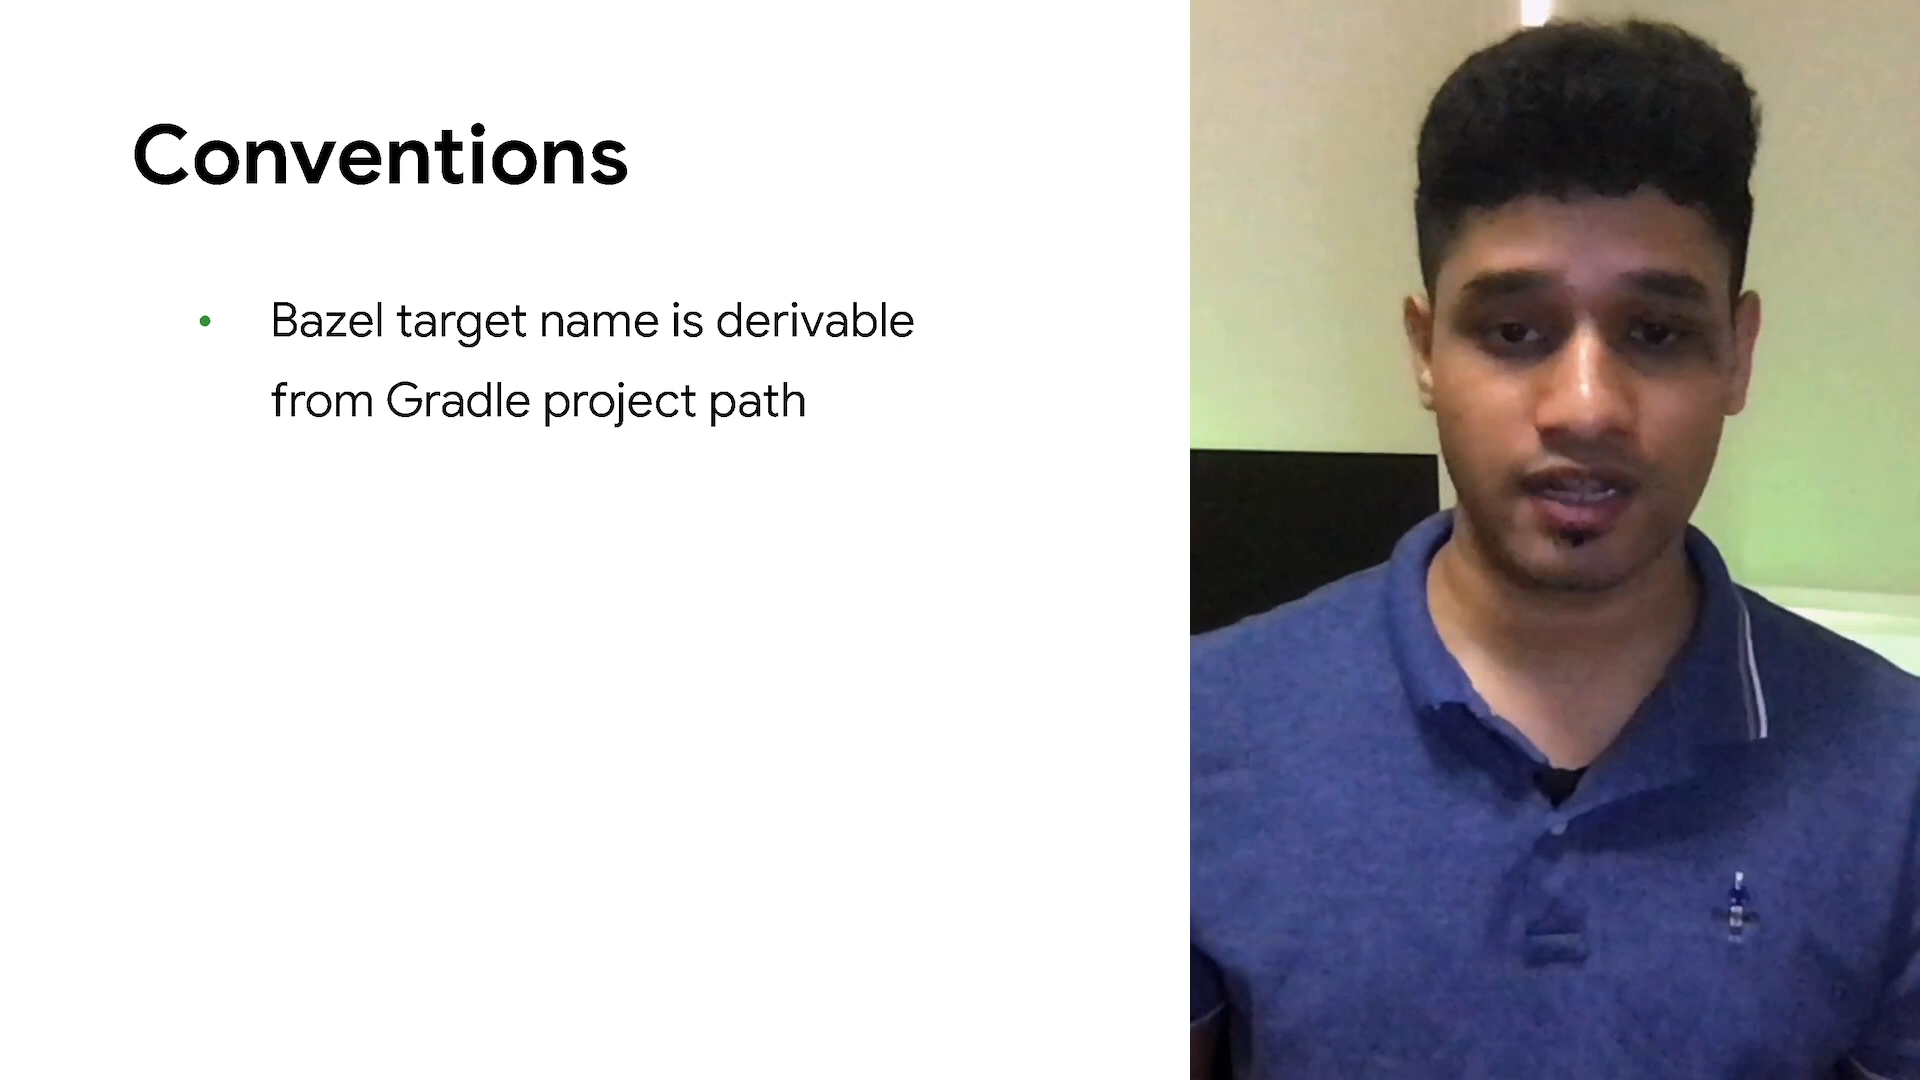 Conventions
• Bazel target name is derivable
from Gradle project path